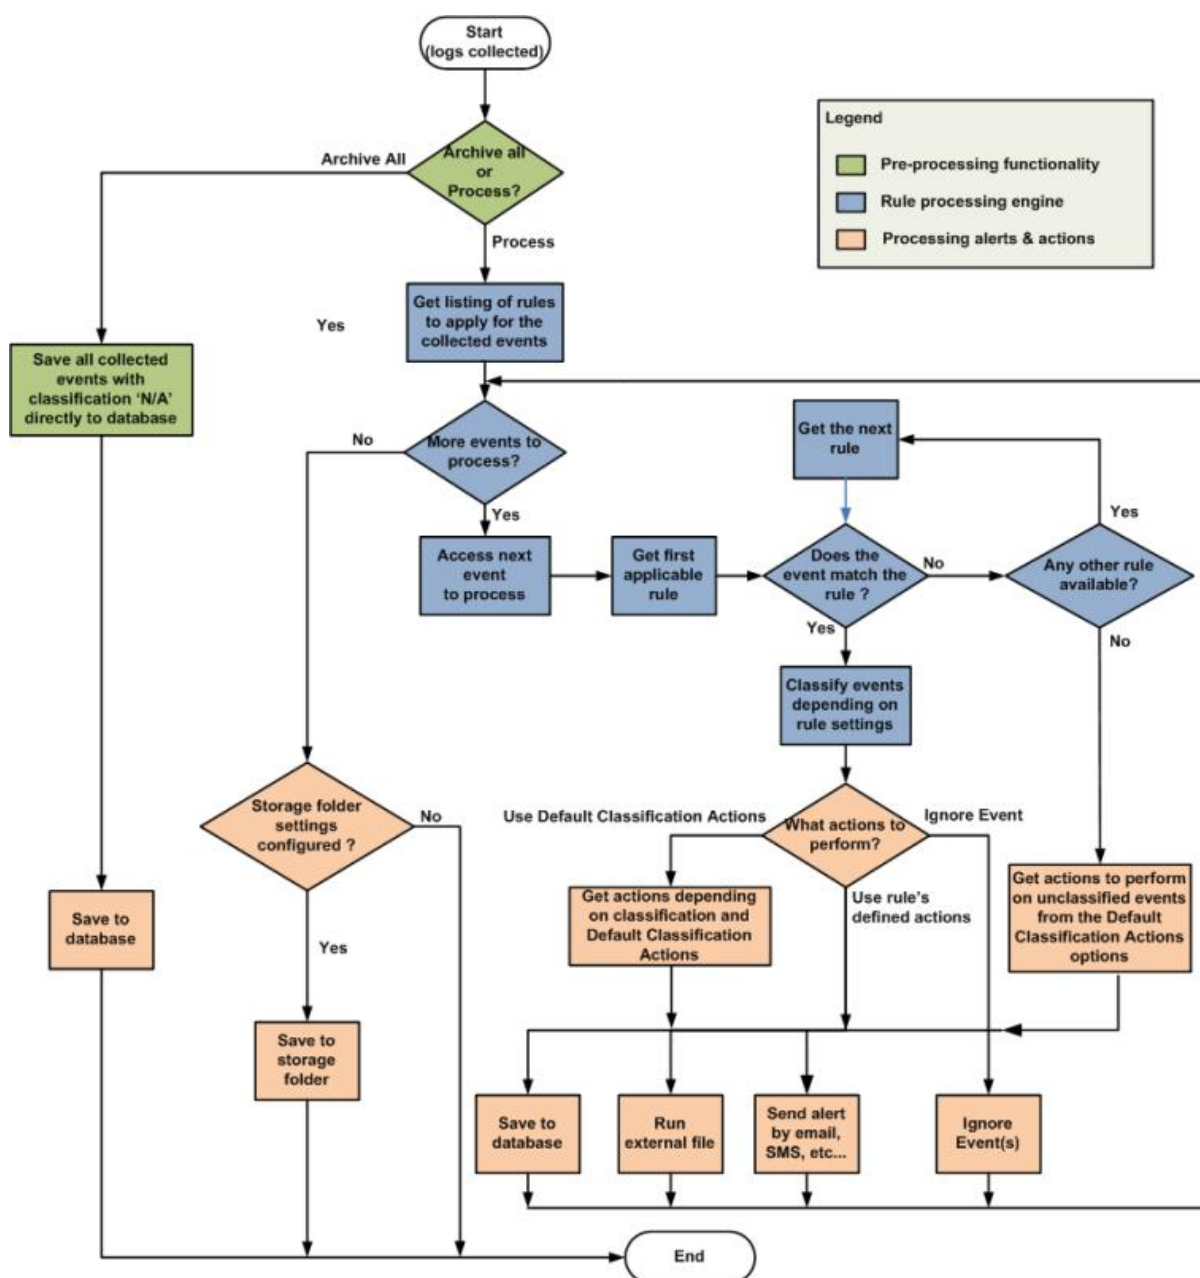 Start
(logs collected)
Legend
Pre-processing functionality
Rule processing engine
Processing alerts & actions
Archive All
Archive all
or
Process?
Process
Get listing of rules
to apply for the
collected events
Yes
Save all collected
events with
classification ‘N/A’
directly to database
No
More events to
process?
Yes
Get the next
rule
Access next
event
to process
Get first
applicable
rule
Does the
event match the
rule ?
No
Yes
Any other rule
available?
Yes
No
Classify events
depending on
rule settings
Storage folder
settings
configured ?
No
Yes
Use Default Classification Actions
What actions to
perform?
Ignore Event
Use rule's
defined actions
Get actions depending
on classification and
Default Classification
Actions
Get actions to perform
on unclassified events
from the Default
Classification Actions
options
Save to
database
Save to
storage
folder
Save to
database
Run
external file
Send alert
by email,
SMS, etc...
Ignore
Event(s)
End